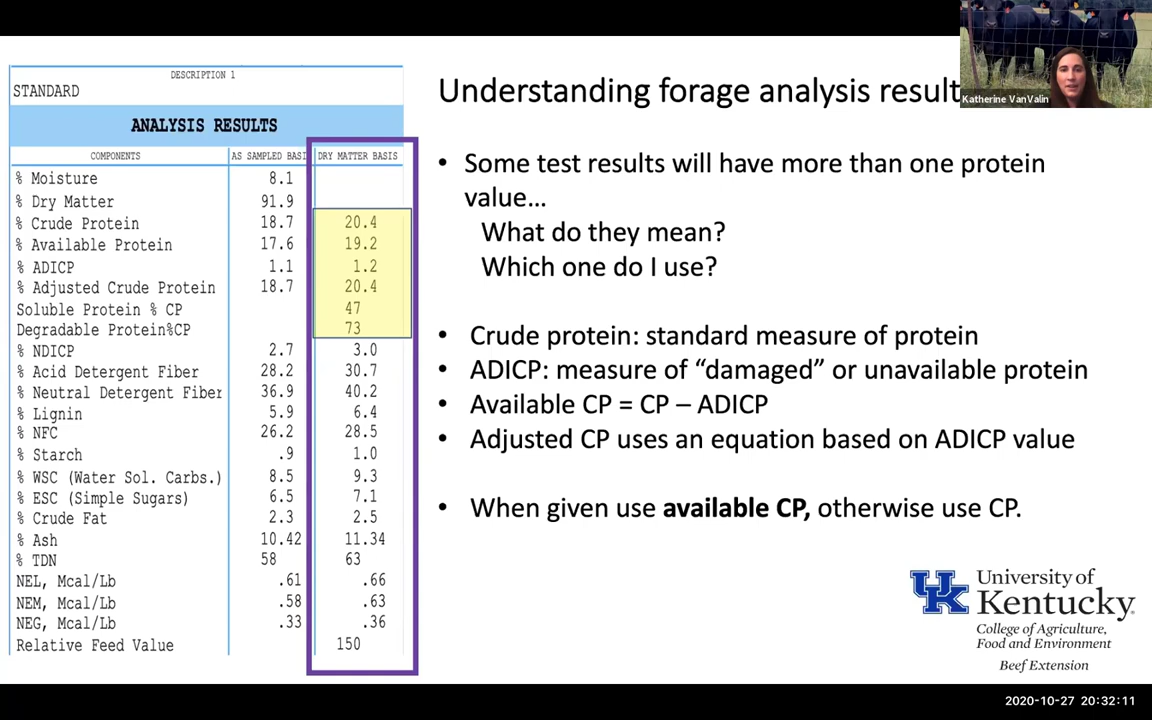 DESCRIPTION 1
STANDARD
ANALYSIS RESULTS
COMPONENTS AS SAMPLED BASI DRY MATTER BASIS
% Moisture 8.1
% Dry Matter 91.9
% Crude Protein 18.7 20.4
% Available Protein 17.6 19.2
% ADICP 1.1 1.2
% Adjusted Crude Protein 18.7 20.4
Soluble Protein % CP 47
Degradable Protein%CP 73
% NDICP 2.7 3.0
% Acid Detergent Fiber 28.2 30.7
% Neutral Detergent Fiber 36.9 40.2
% Lignin 5.9 6.4
% NFC 26.2 28.5
% Starch .9 1.0
% WSC (Water Sol. Carbs.) 8.5 9.3
% ESC (Simple Sugars) 6.5 7.1
% Crude Fat 2.3 2.5
% Ash 10.42 11.34
% TDN 58 63
NEL, Mcal/Lb .61 .66
NEM, Mcal/Lb .58 .63
NEG, Mcal/Lb .33 .36
Relative Feed Value 150
Understanding forage analysis result
Katherine VanValin
• Some test results will have more than one protein
value…
What do they mean?
Which one do I use?
• Crude protein: standard measure of protein
• ADICP: measure of “damaged” or unavailable protein
• Available CP = CP – ADICP
• Adjusted CP uses an equation based on ADICP value
• When given use available CP, otherwise use CP.
UK University of
Kentucky
College of Agriculture,
Food and Environment
Beef Extension
2020-10-27 20:32:11